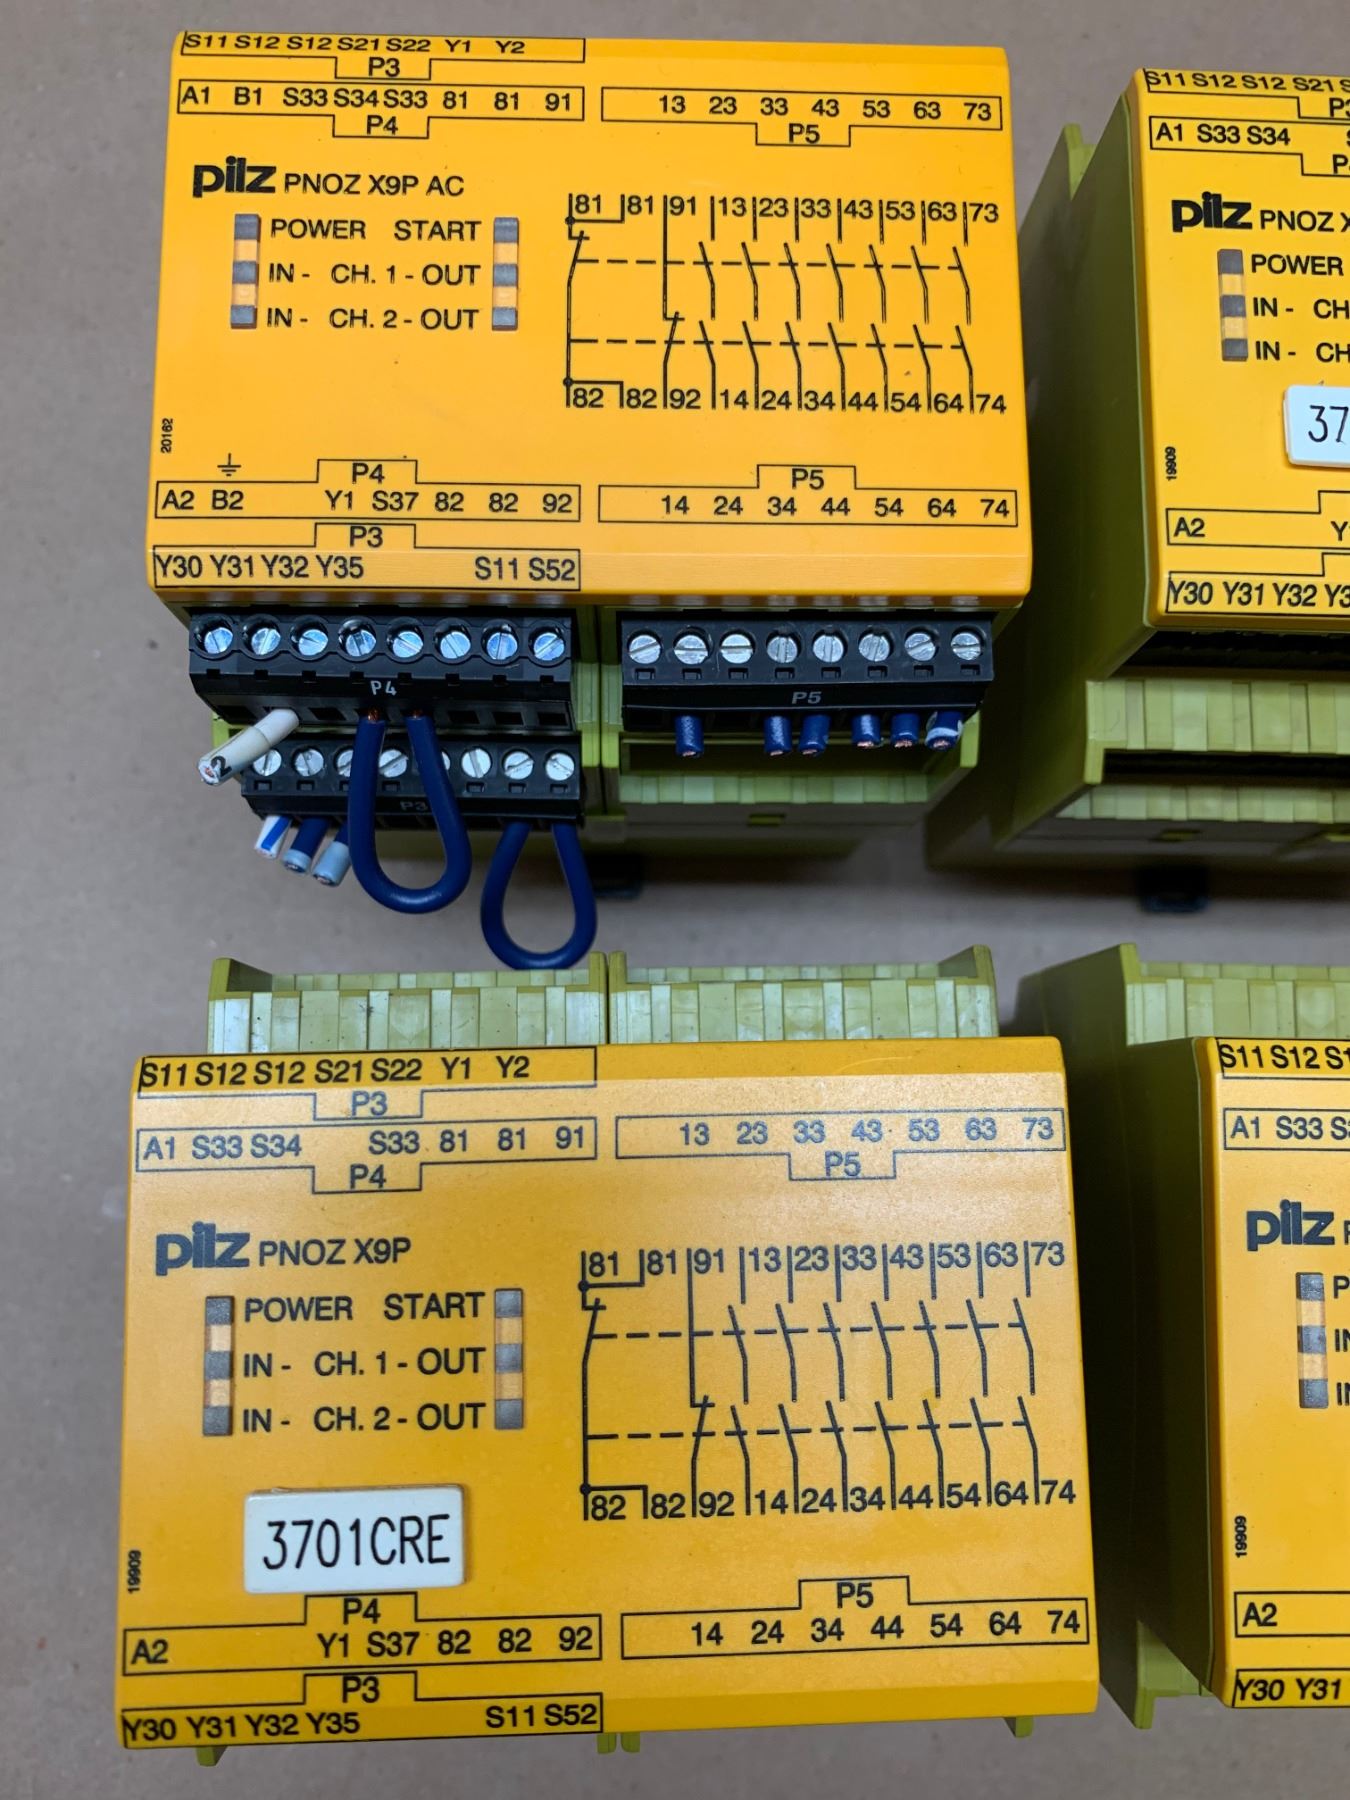 S11 S12 S12 S21 S22 Y1 Y2
P3
A1 B1 S33 S34 S33 81 81 91
P4
13 23 33 43 53 63 73
P5
pilz PNOZ X9P AC
POWER START
IN - CH. 1 - OUT
IN - CH. 2 - OUT
81 81 91 13 23 33 43 53 63 73
82 82 92 14 24 34 44 54 64 74
20162
P4
A2 B2 Y1 S37 82 82 92
P3
Y30 Y31 Y32 Y35 S11 S52
P5
14 24 34 44 54 64 74
P4
P5
2
P3
S11 S12 S12 S21
A1 S33 S34
pilz PNOZ
POWER
IN - CH
IN - CH
37
19909
A2
Y30 Y31 Y32
S11 S12 S12 S21 S22 Y1 Y2
P3
A1 S33 S34 S33 81 81 91
P4
13 23 33 43 53 63 73
P5
pilz PNOZ X9P
POWER START
IN - CH. 1 - OUT
IN - CH. 2 - OUT
81 81 91 13 23 33 43 53 63 73
82 82 92 14 24 34 44 54 64 74
3701CRE
19909
P4
A2 Y1 S37 82 82 92
P3
Y30 Y31 Y32 Y35 S11 S52
P5
14 24 34 44 54 64 74
S11 S12
A1 S33
pilz
19909
A2
Y30 Y31